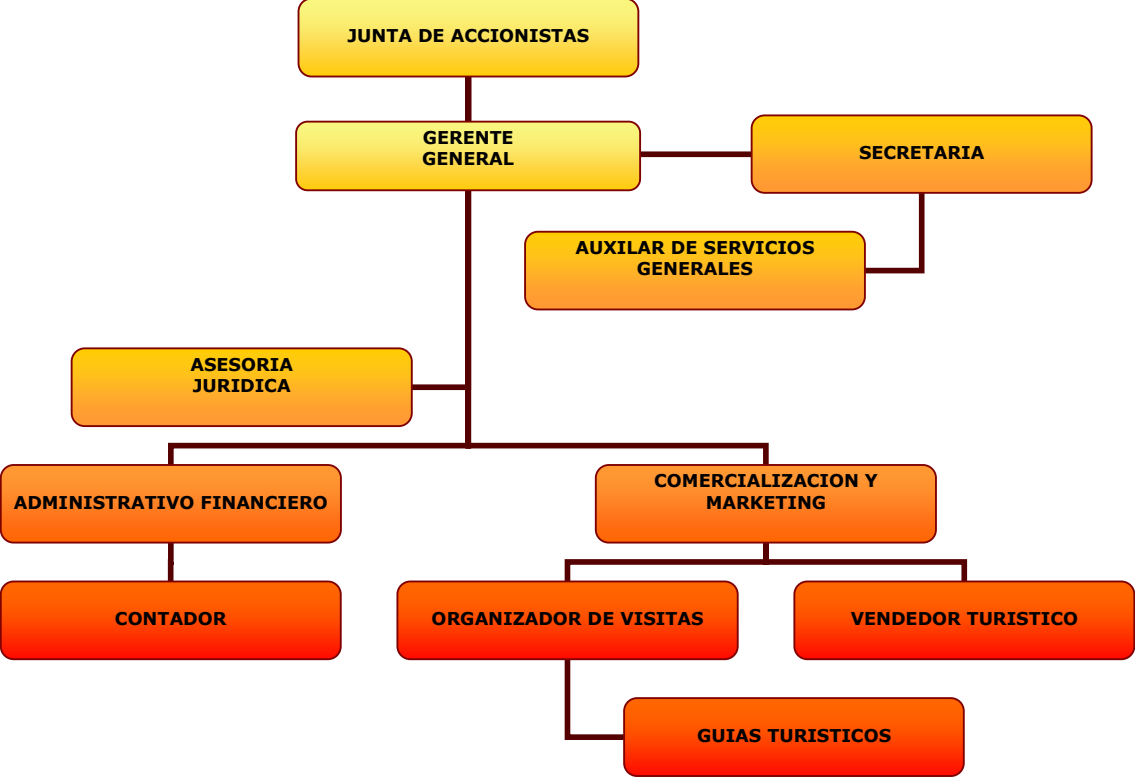 JUNTA DE ACCIONISTAS
GERENTE
GENERAL
SECRETARIA
AUXILAR DE SERVICIOS
GENERALES
ASESORIA
JURIDICA
ADMINISTRATIVO FINANCIERO
COMERCIALIZACION Y
MARKETING
CONTADOR
ORGANIZADOR DE VISITAS
VENDEDOR TURISTICO
GUIAS TURISTICOS